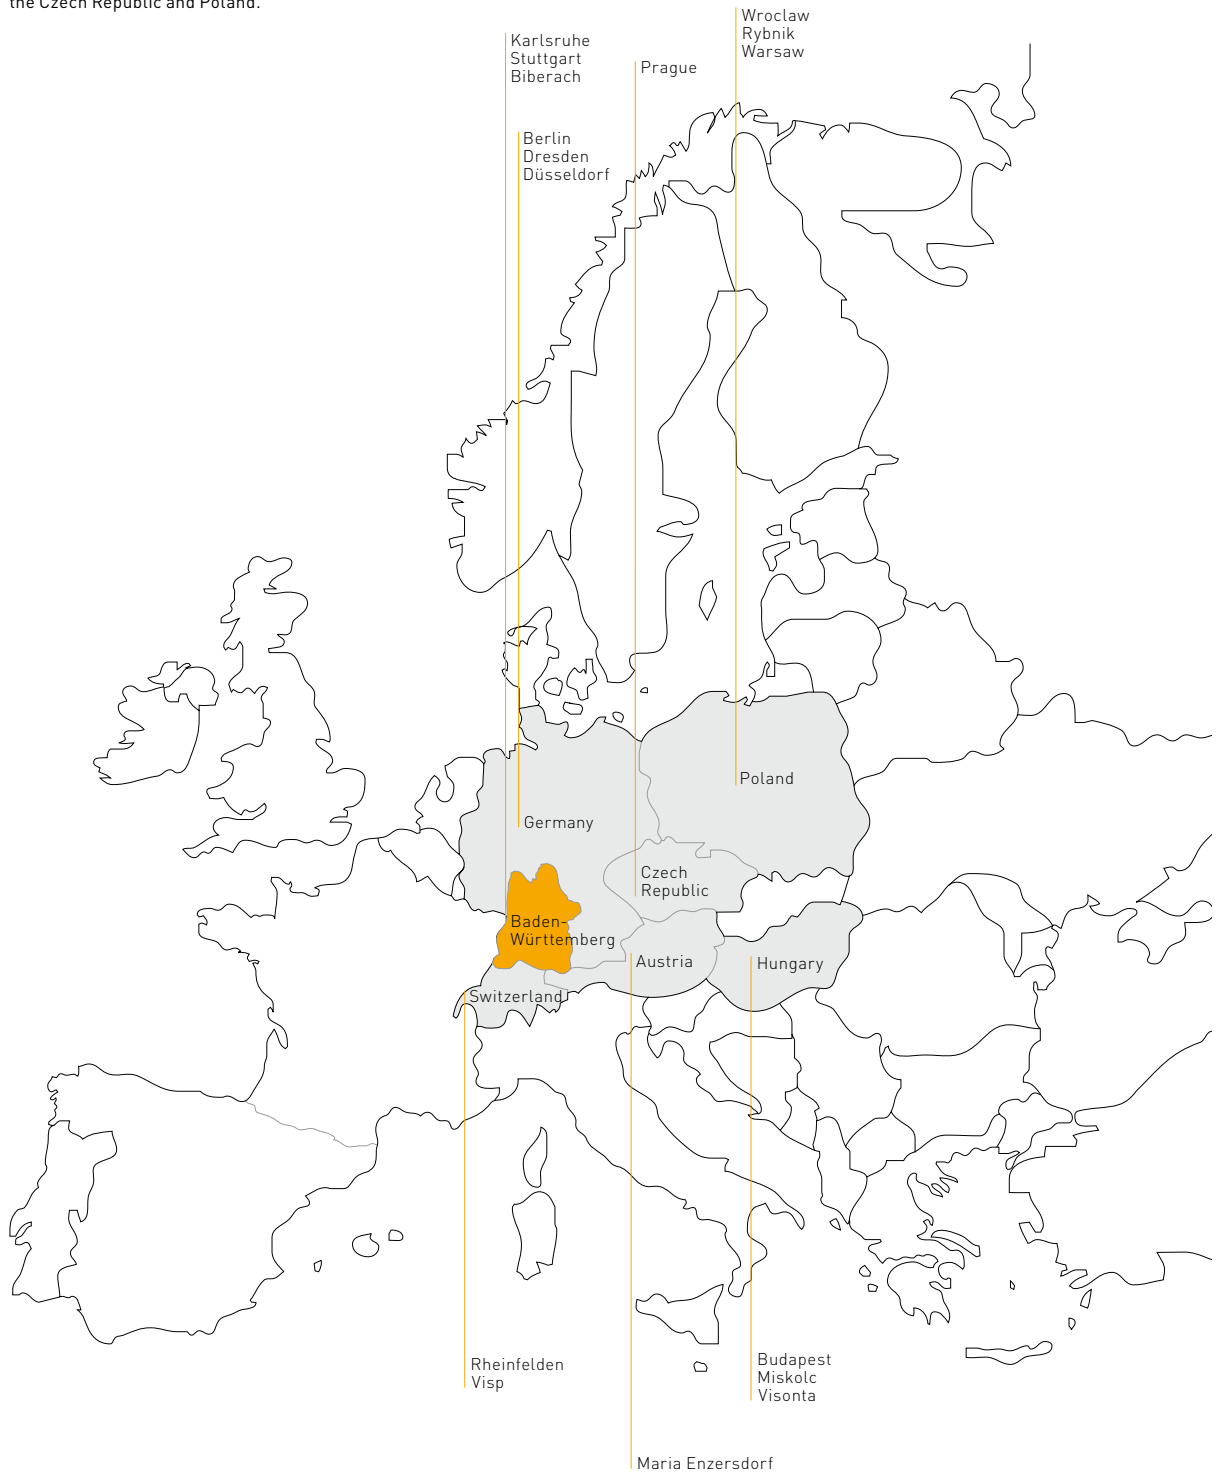 the Czech Republic and Poland.
Wroclaw
Rybnik
Warsaw
Karlsruhe
Stuttgart
Biberach
Prague
Berlin
Dresden
Düsseldorf
Poland
Germany
Czech
Republic
Baden-
Württemberg
Austria
Hungary
Switzerland
Rheinfelden
Visp
Budapest
Miskolc
Visonta
Maria Enzersdorf